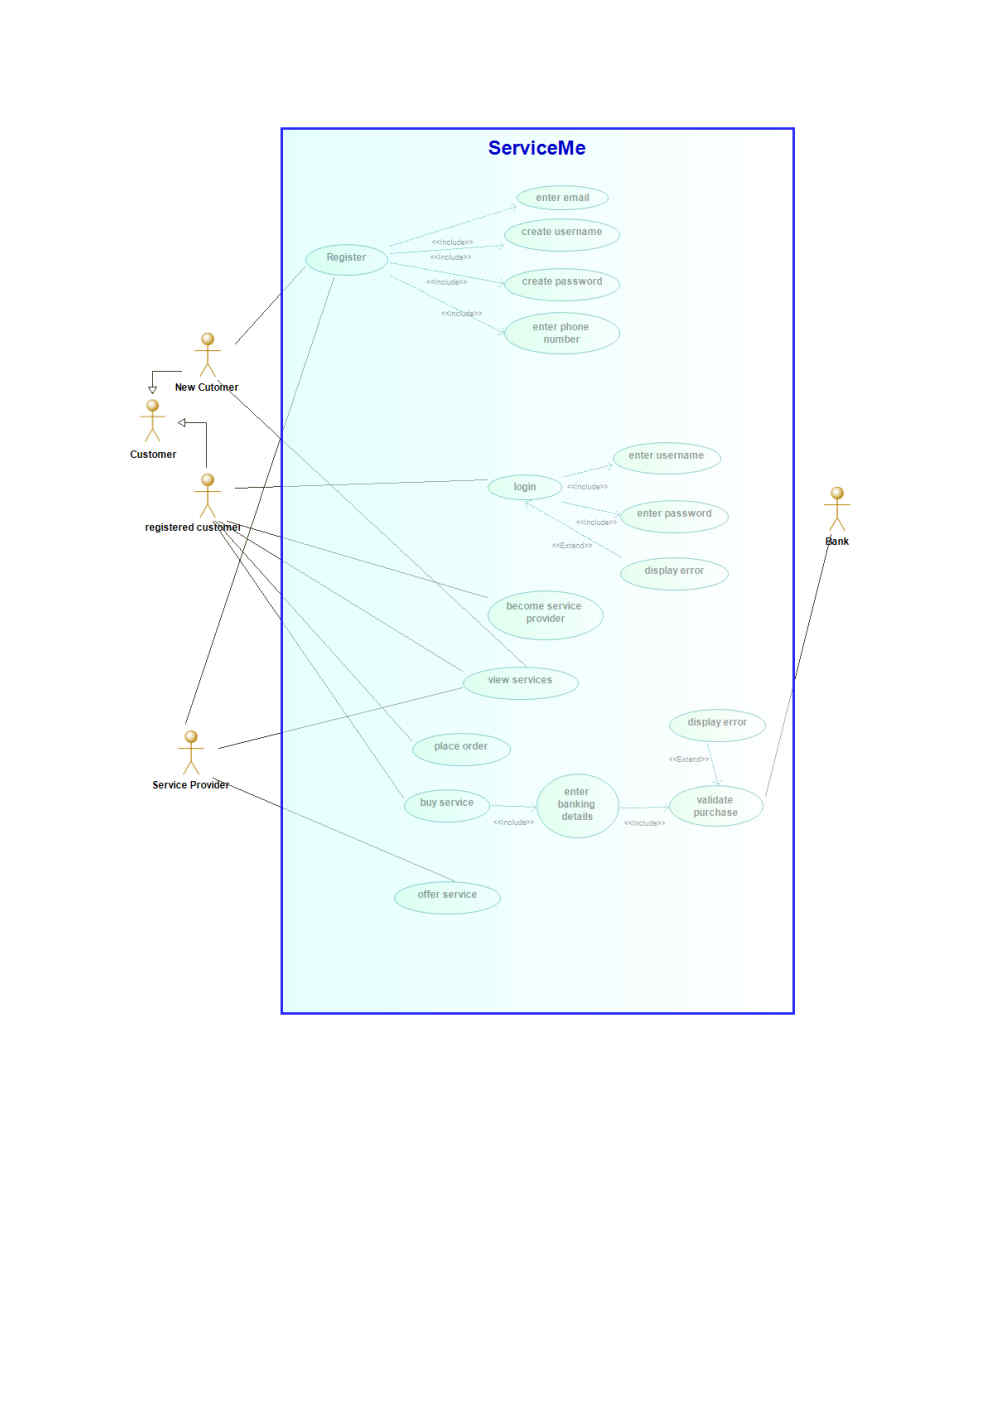 ServiceMe
enter email
create username
<<Include>>
Register
<<Include>>
create password
<<Include>>
<<Include>>
enter phone
number
New Cutomer
Customer
enter username
login
<<Include>>
enter password
<<Include>>
registered customer
Bank
<<Extend>>
display error
become service
provider
view services
display error
place order
<<Extend>>
Service Provider
enter
banking
details
buy service
validate
purchase
<<Include>>
<<Include>>
offer service